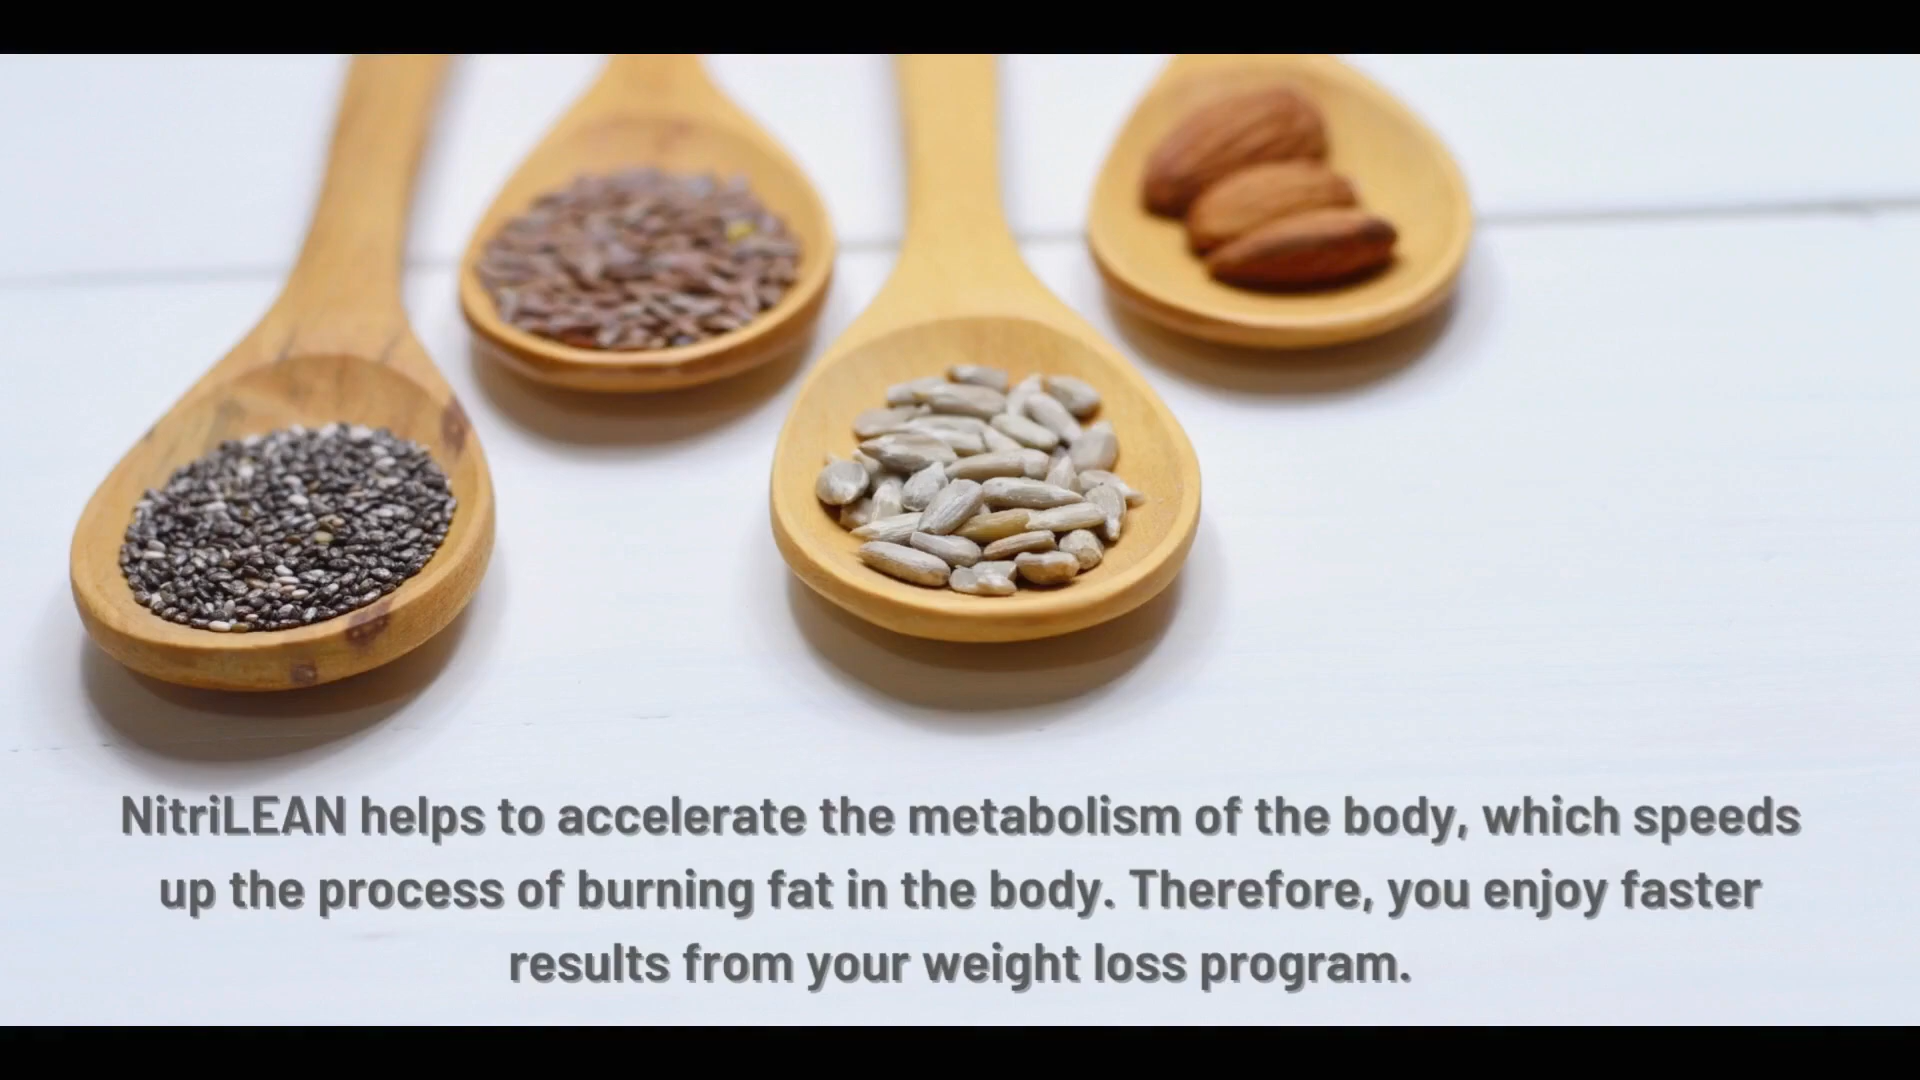 NitriLEAN helps to accelerate the metabolism of the body, which speeds
up the process of burning fat in the body. Therefore, you enjoy faster
results from your weight loss program.